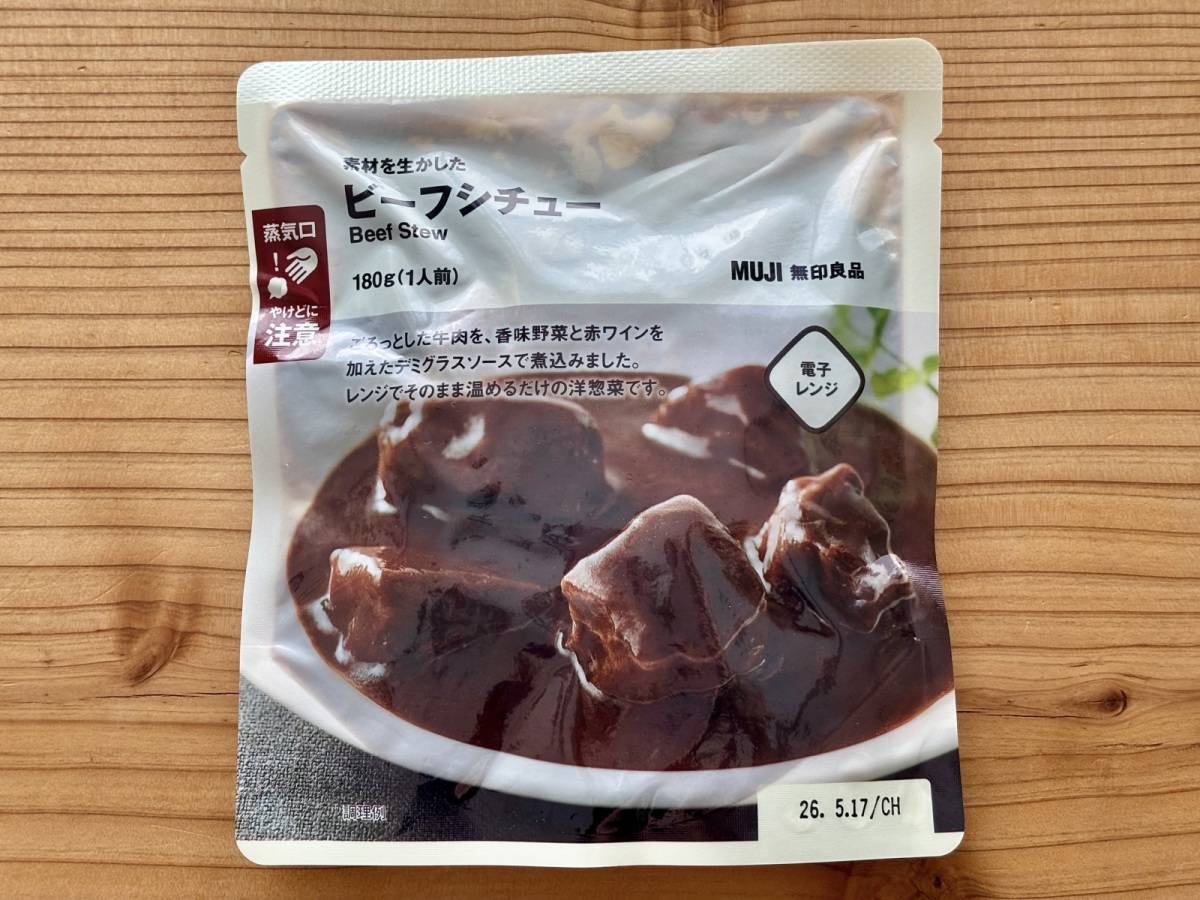 素材を生かした
ビーフシチュー
Beef Stew
180g(1人前)
MUJI 無印良品
蒸気口
!
やけどに
注意
ごろっとした牛肉を、香味野菜と赤ワインを
加えたデミグラスソースで煮込みました。
レンジでそのまま温めるだけの洋惣菜です。
電子
レンジ
調理例
26. 5.17/CH